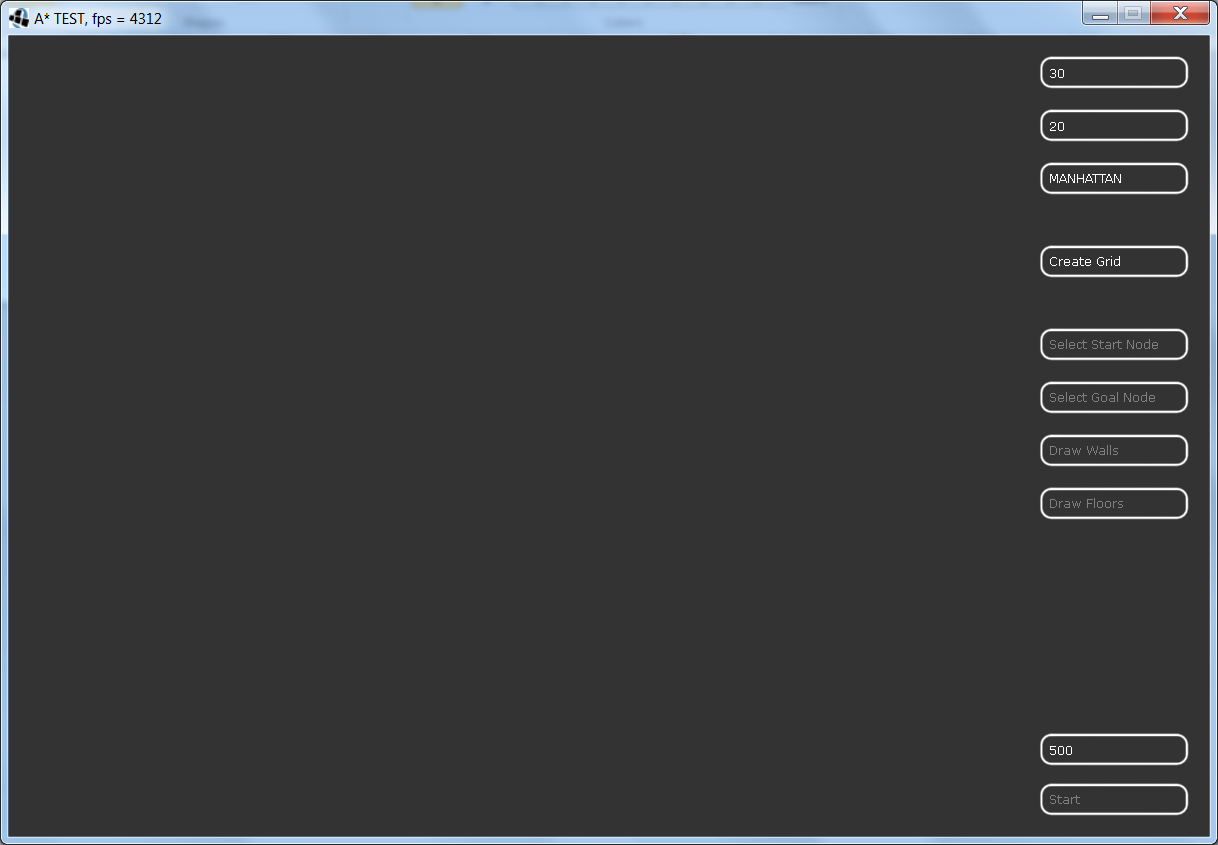 A* TEST, fps = 4312
30
20
MANHATTAN
Create Grid
Select Start Node
Select Goal Node
Draw Walls
Draw Floors
500
Start